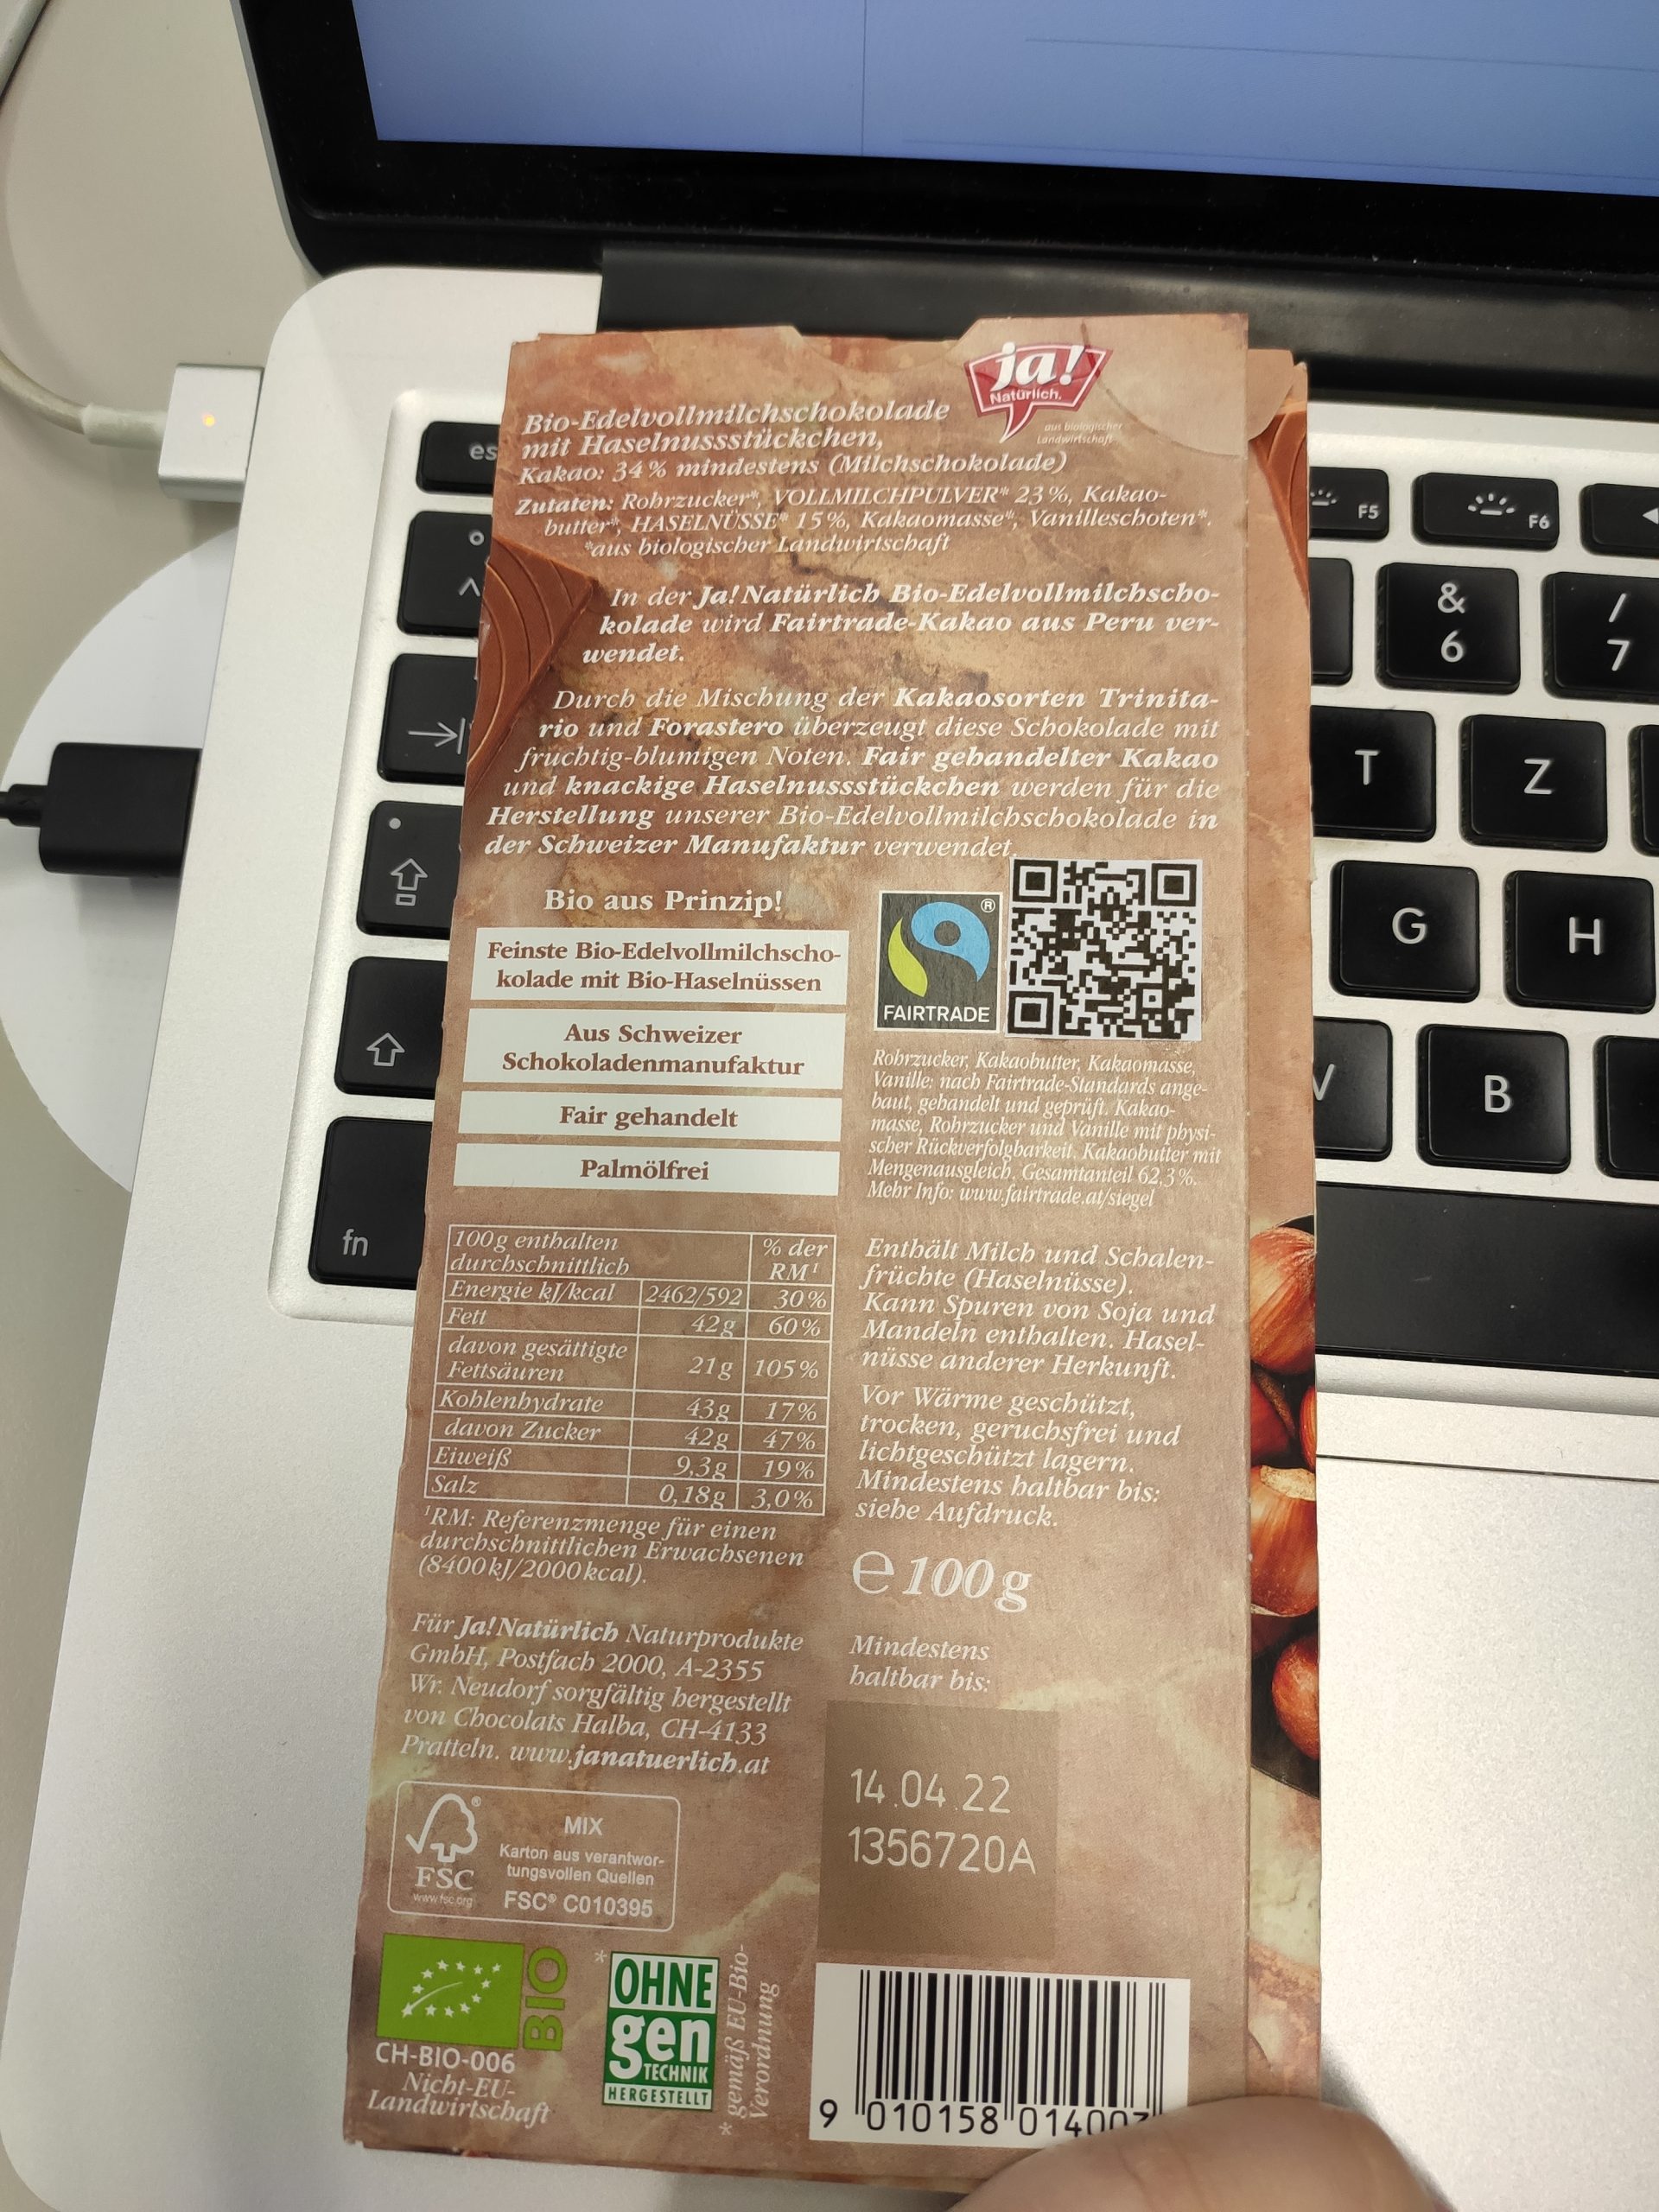 ja!
Natürlich.
aus biologischer
Landwirtschaft
Bio-Edelvollmilchschokolade
mit Haselnussstückchen,
Kakao: 34% mindestens (Milchschokolade)
Zutaten: Rohrzucker*, VOLLMILCHPULVER* 23%, Kakao-
butter*, HASELNÜSSE* 15%, Kakaomasse*, Vanilleschoten*.
*aus biologischer Landwirtschaft
In der Ja! Natürlich Bio-Edelvollmilchscho-
kolade wird Fairtrade-Kakao aus Peru ver-
wendet.
Durch die Mischung der Kakaosorten Trinita-
rio und Forastero überzeugt diese Schokolade mit
fruchtig-blumigen Noten. Fair gehandelter Kakao
und knackige Haselnussstückchen werden für die
Herstellung unserer Bio-Edelvollmilchschokolade in
der Schweizer Manufaktur verwendet.
Bio aus Prinzip!
Feinste Bio-Edelvollmilchscho-
kolade mit Bio-Haselnüssen
Aus Schweizer
Schokoladenmanufaktur
Fair gehandelt
Palmölfrei
®
FAIRTRADE
Rohrzucker, Kakaobutter, Kakaomasse,
Vanille: nach Fairtrade-Standards ange-
baut, gehandelt und geprüft. Kakao-
masse, Rohrzucker und Vanille mit physi-
scher Rückverfolgbarkeit. Kakaobutter mit
Mengenausgleich. Gesamtanteil 62,3%.
Mehr Info: www.fairtrade.at/siegel
100g enthalten
durchschnittlich
% der
RM¹
Energie kJ/kcal 2462/592 30%
Fett 42g 60%
davon gesättigte
Fettsäuren 21g 105%
Kohlenhydrate 43g 17%
davon Zucker 42g 47%
Eiweiß 9,3g 19%
Salz 0,18g 3,0%
¹RM: Referenzmenge für einen
durchschnittlichen Erwachsenen
(8400kJ/2000kcal).
Enthält Milch und Schalen-
früchte (Haselnüsse).
Kann Spuren von Soja und
Mandeln enthalten. Hasel-
nüsse anderer Herkunft.
Vor Wärme geschützt,
trocken, geruchsfrei und
lichtgeschützt lagern.
Mindestens haltbar bis:
siehe Aufdruck.
℮ 100g
Für Ja! Natürlich Naturprodukte
GmbH, Postfach 2000, A-2355
Wr. Neudorf sorgfältig hergestellt
von Chocolats Halba, CH-4133
Pratteln. www.janatuerlich.at
Mindestens
haltbar bis:
14.04.22
1356720A
FSC
®
www.fsc.org
MIX
Karton aus verantwor-
tungsvollen Quellen
FSC® C010395
BIO
CH-BIO-006
Nicht-EU-
Landwirtschaft
*
OHNE
gen
TECHNIK
HERGESTELLT
* gemäß EU-Bio-
Verordnung
9 010158 01400
esc
F5
F6
&
6
/
7
^
T
Z
G
H
V
B
fn